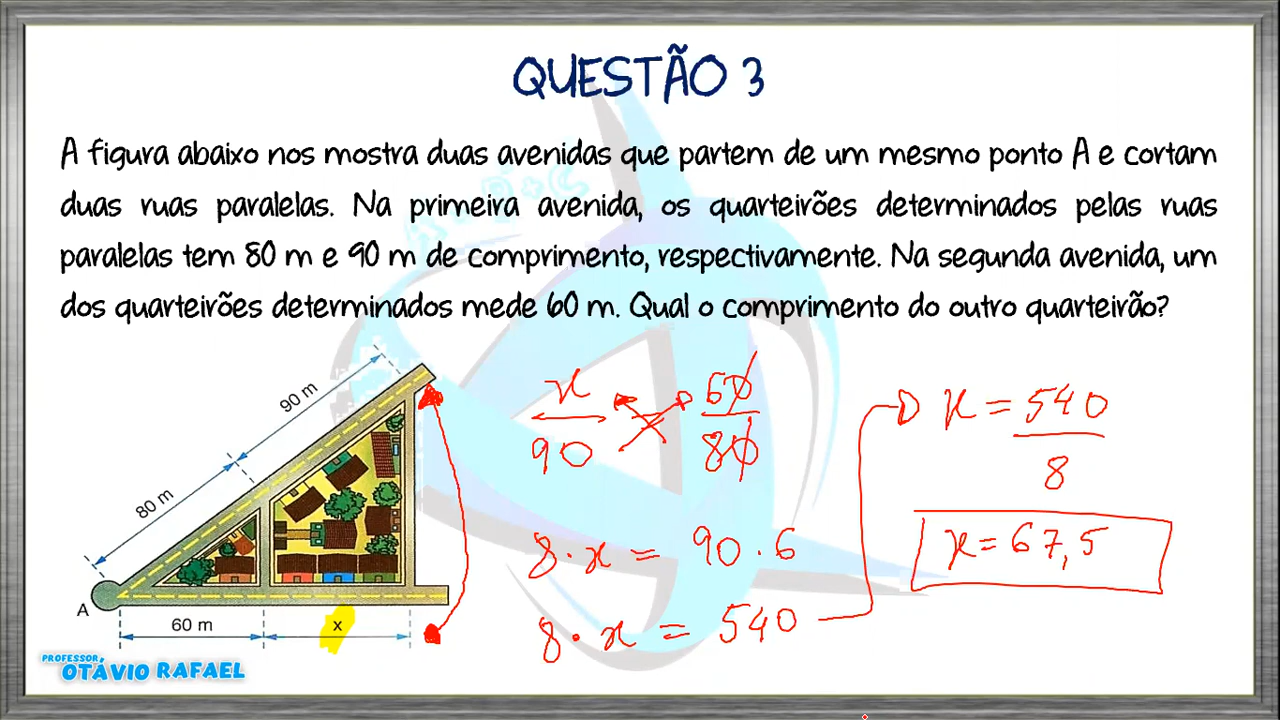 QUESTÃO 3
A figura abaixo nos mostra duas avenidas que partem de um mesmo ponto A e cortam
duas ruas paralelas. Na primeira avenida, os quarteirões determinados pelas ruas
paralelas tem 80 m e 90 m de comprimento, respectivamente. Na segunda avenida, um
dos quarteirões determinados mede 60 m. Qual o comprimento do outro quarteirão?
90 m
80 m
A
60 m
x
x/90 = 60/80
8 · x = 90 · 6
8 · x = 540
x = 540/8
x = 67,5
PROFESSOR
OTÁVIO RAFAEL